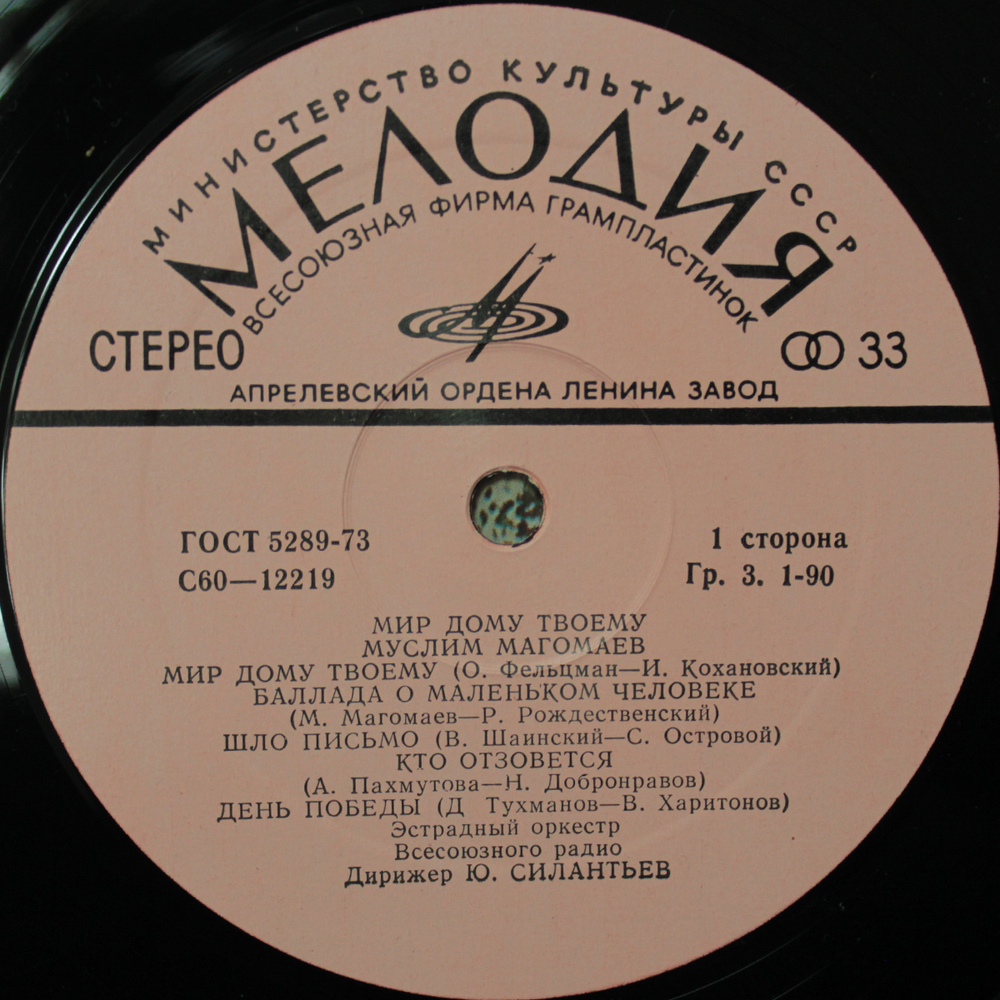 МИНИСТЕРСТВО КУЛЬТУРЫ СССР
МЕЛОДИЯ
ВСЕСОЮЗНАЯ ФИРМА ГРАМПЛАСТИНОК
СТЕРЕО
33
АПРЕЛЕВСКИЙ ОРДЕНА ЛЕНИНА ЗАВОД
ГОСТ 5289-73
1 сторона
С60—12219
Гр. 3. 1-90
МИР ДОМУ ТВОЕМУ
МУСЛИМ МАГОМАЕВ
МИР ДОМУ ТВОЕМУ (О. Фельцман—И. Кохановский)
БАЛЛАДА О МАЛЕНЬКОМ ЧЕЛОВЕКЕ
(М. Магомаев—Р. Рождественский)
ШЛО ПИСЬМО (В. Шаинский—С. Островой)
КТО ОТЗОВЕТСЯ
(А. Пахмутова—Н. Добронравов)
ДЕНЬ ПОБЕДЫ (Д Тухманов—В. Харитонов)
Эстрадный оркестр
Всесоюзного радио
Дирижер Ю. СИЛАНТЬЕВ